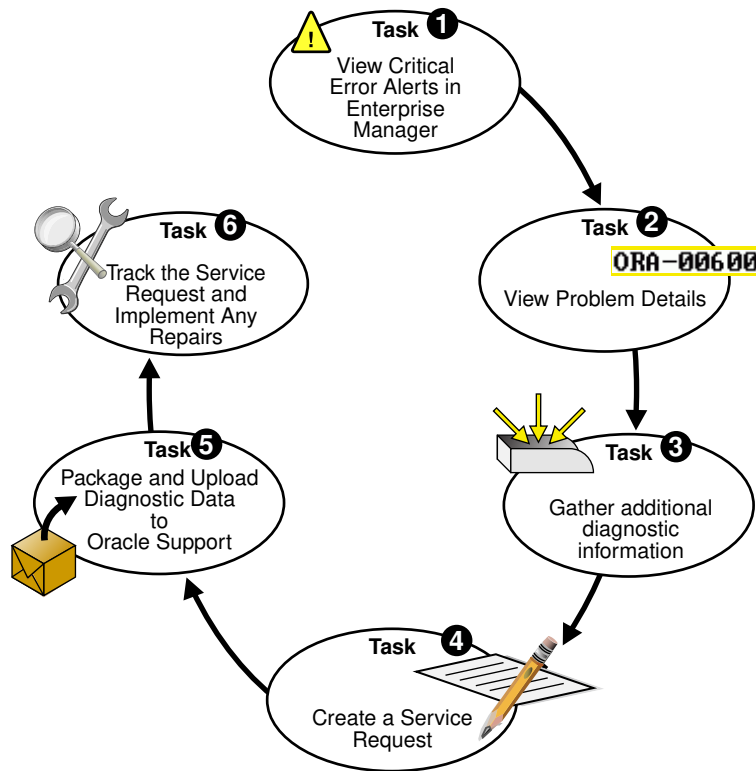 Task 1
!
View Critical
Error Alerts in
Enterprise
Manager
Task 2
ORA-00600
View Problem Details
Task 3
Gather additional
diagnostic
information
Task 4
Create a Service
Request
Task 5
Package and Upload
Diagnostic Data
to
Oracle Support
Task 6
Track the Service
Request and
Implement Any
Repairs